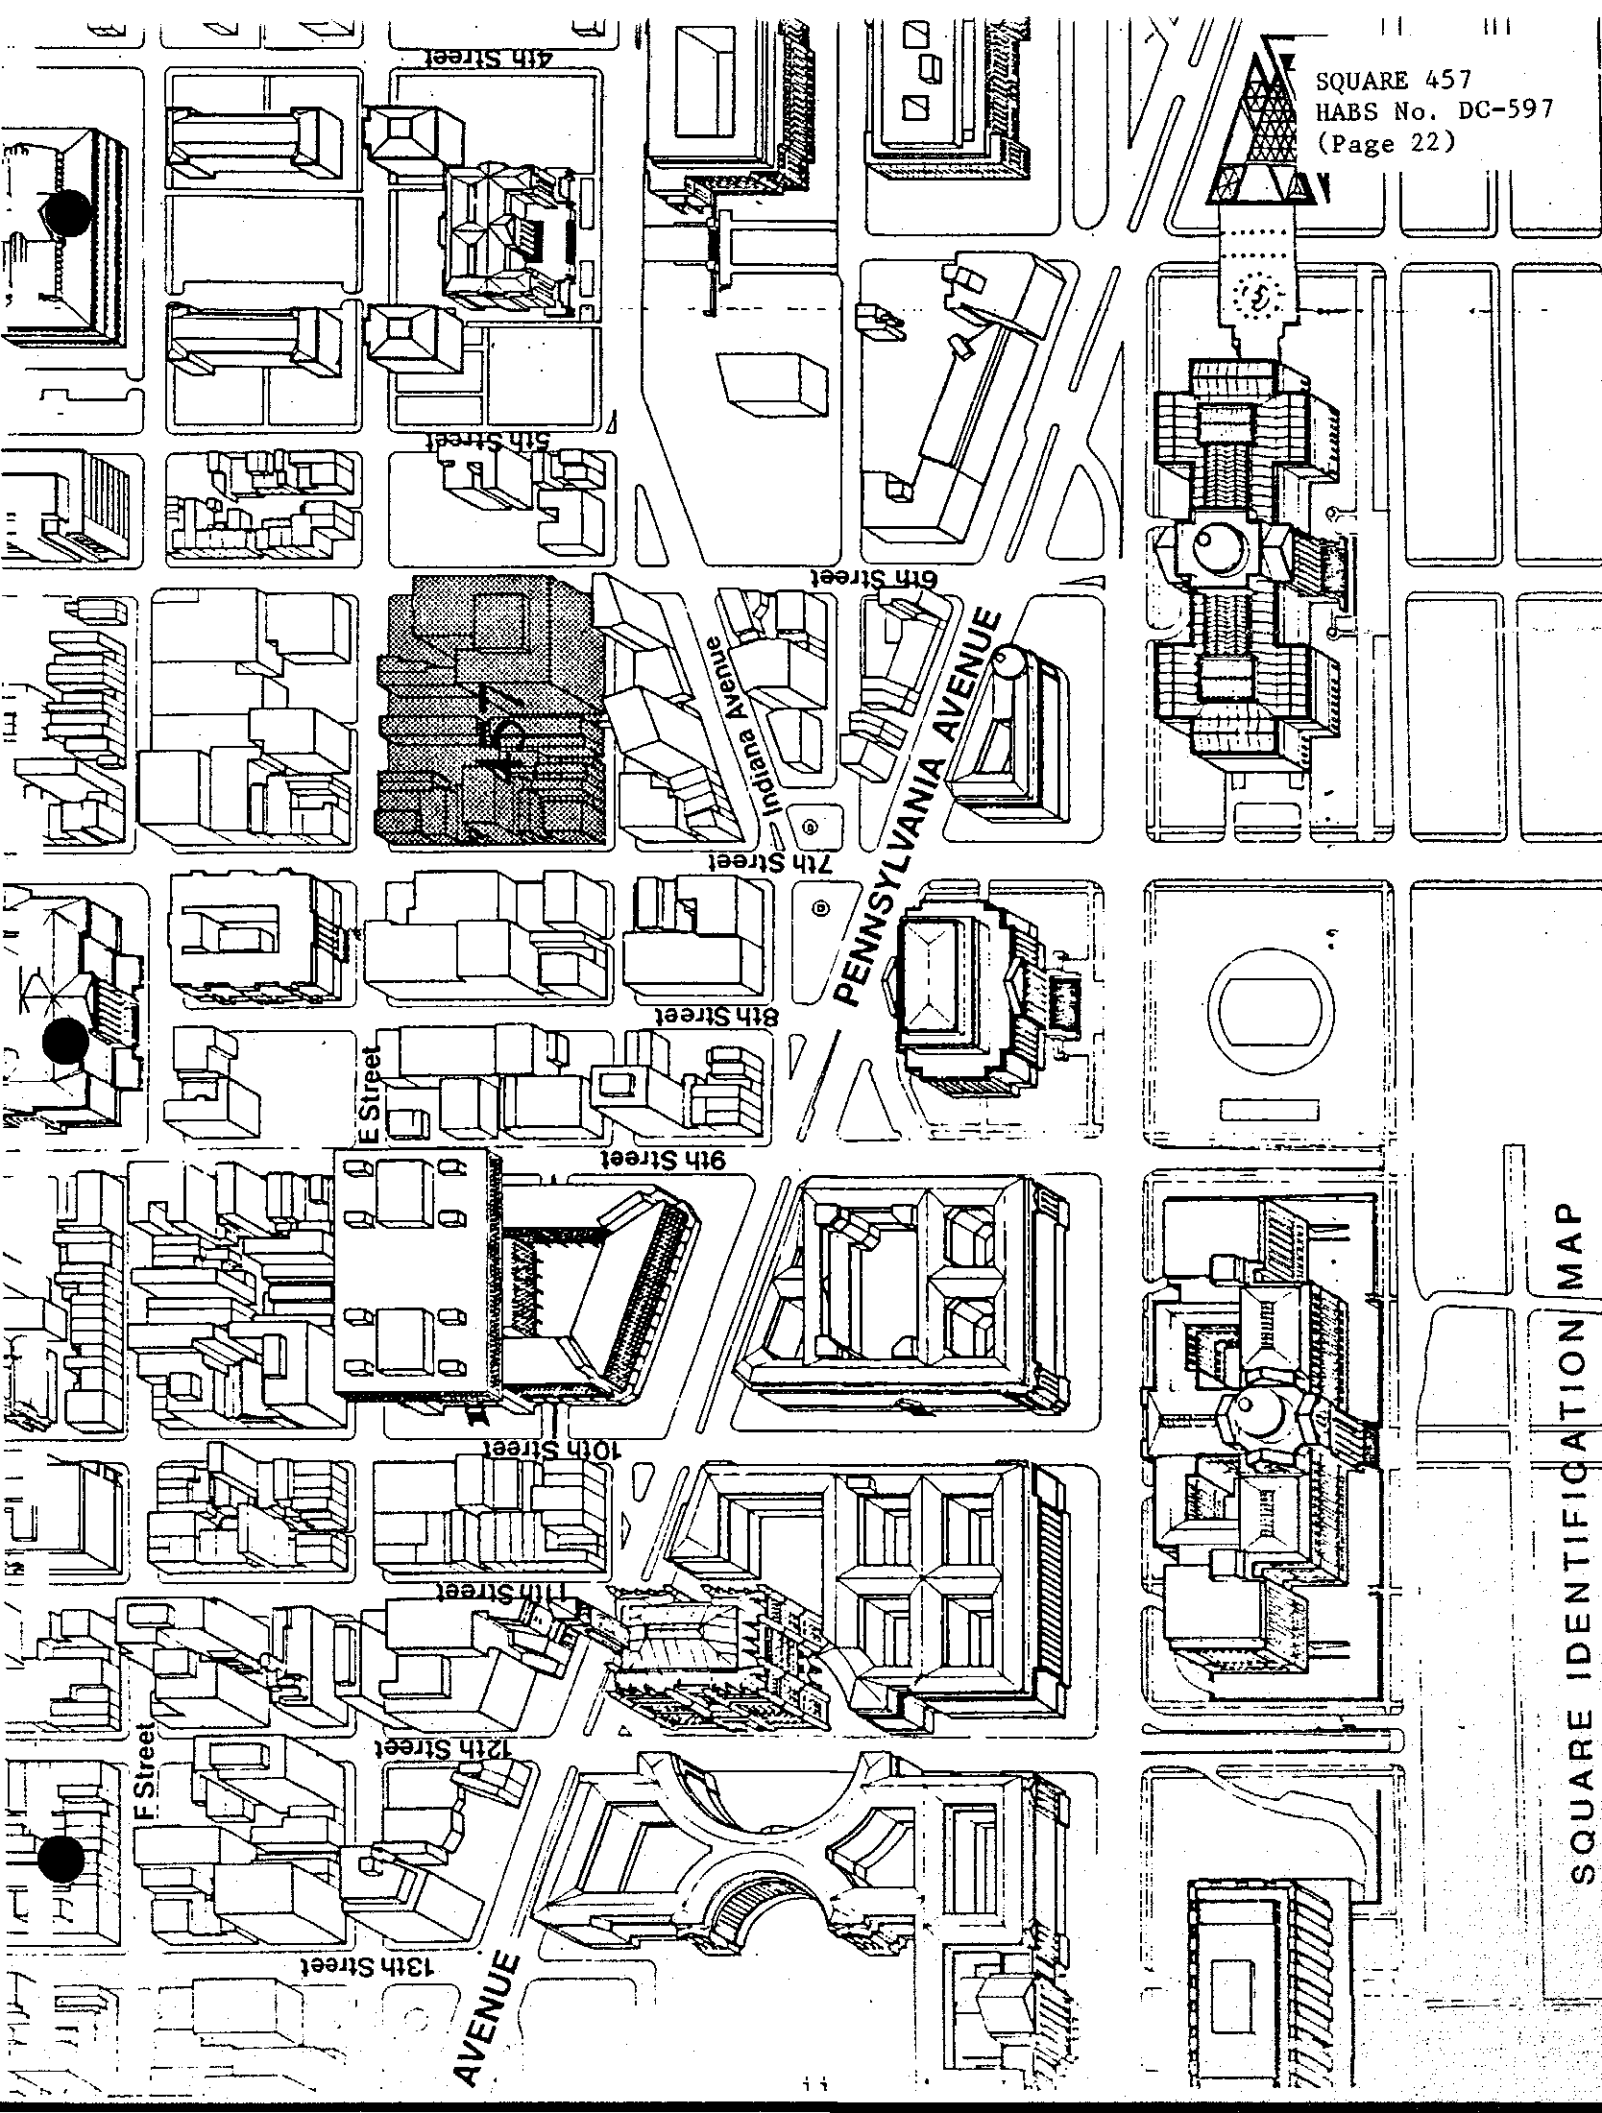 SQUARE 457
HABS No. DC-597
(Page 22)
4th Street
5th Street
6th Street
457
Indiana Avenue
PENNSYLVANIA AVENUE
7th Street
8th Street
E Street
9th Street
10th Street
11th Street
12th Street
F Street
13th Street
AVENUE
SQUARE IDENTIFICATION MAP